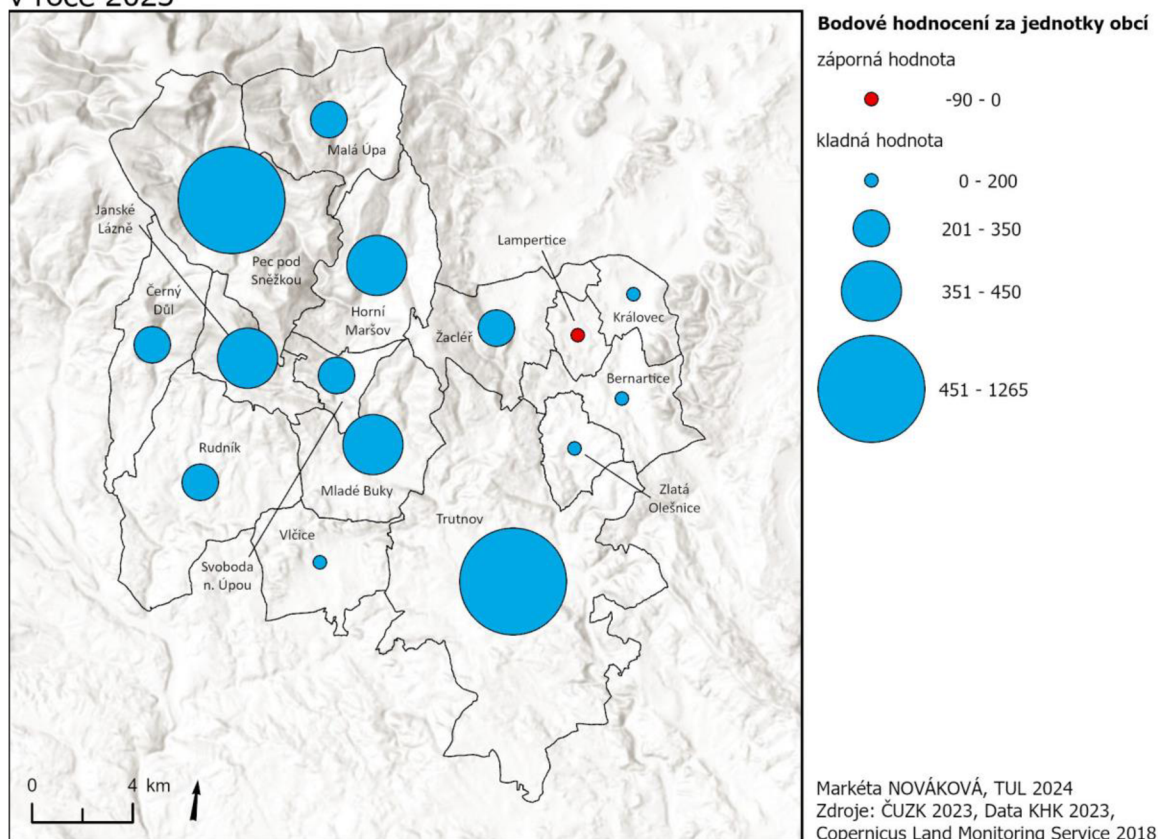 v roce 2023
Bodové hodnocení za jednotky obcí
záporná hodnota
-90 - 0
kladná hodnota
0 - 200
201 - 350
351 - 450
451 - 1265
Malá Úpa
Janské
Lázně
Pec pod
Sněžkou
Lampertice
Černý
Důl
Horní
Maršov
Žacléř
Královec
Bernartice
Rudník
Mladé Buky
Zlatá
Olešnice
Trutnov
Vlčice
Svoboda
n. Úpou
0 4 km
Markéta NOVÁKOVÁ, TUL 2024
Zdroje: ČUZK 2023, Data KHK 2023,
Copernicus Land Monitoring Service 2018